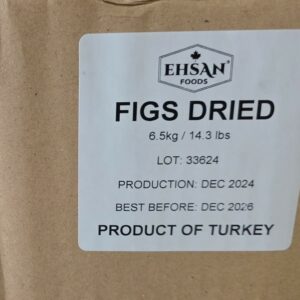 EHSAN®
FOODS
FIGS DRIED
6.5kg / 14.3 lbs
LOT: 33624
PRODUCTION: DEC 2024
BEST BEFORE: DEC 2026
PRODUCT OF TURKEY